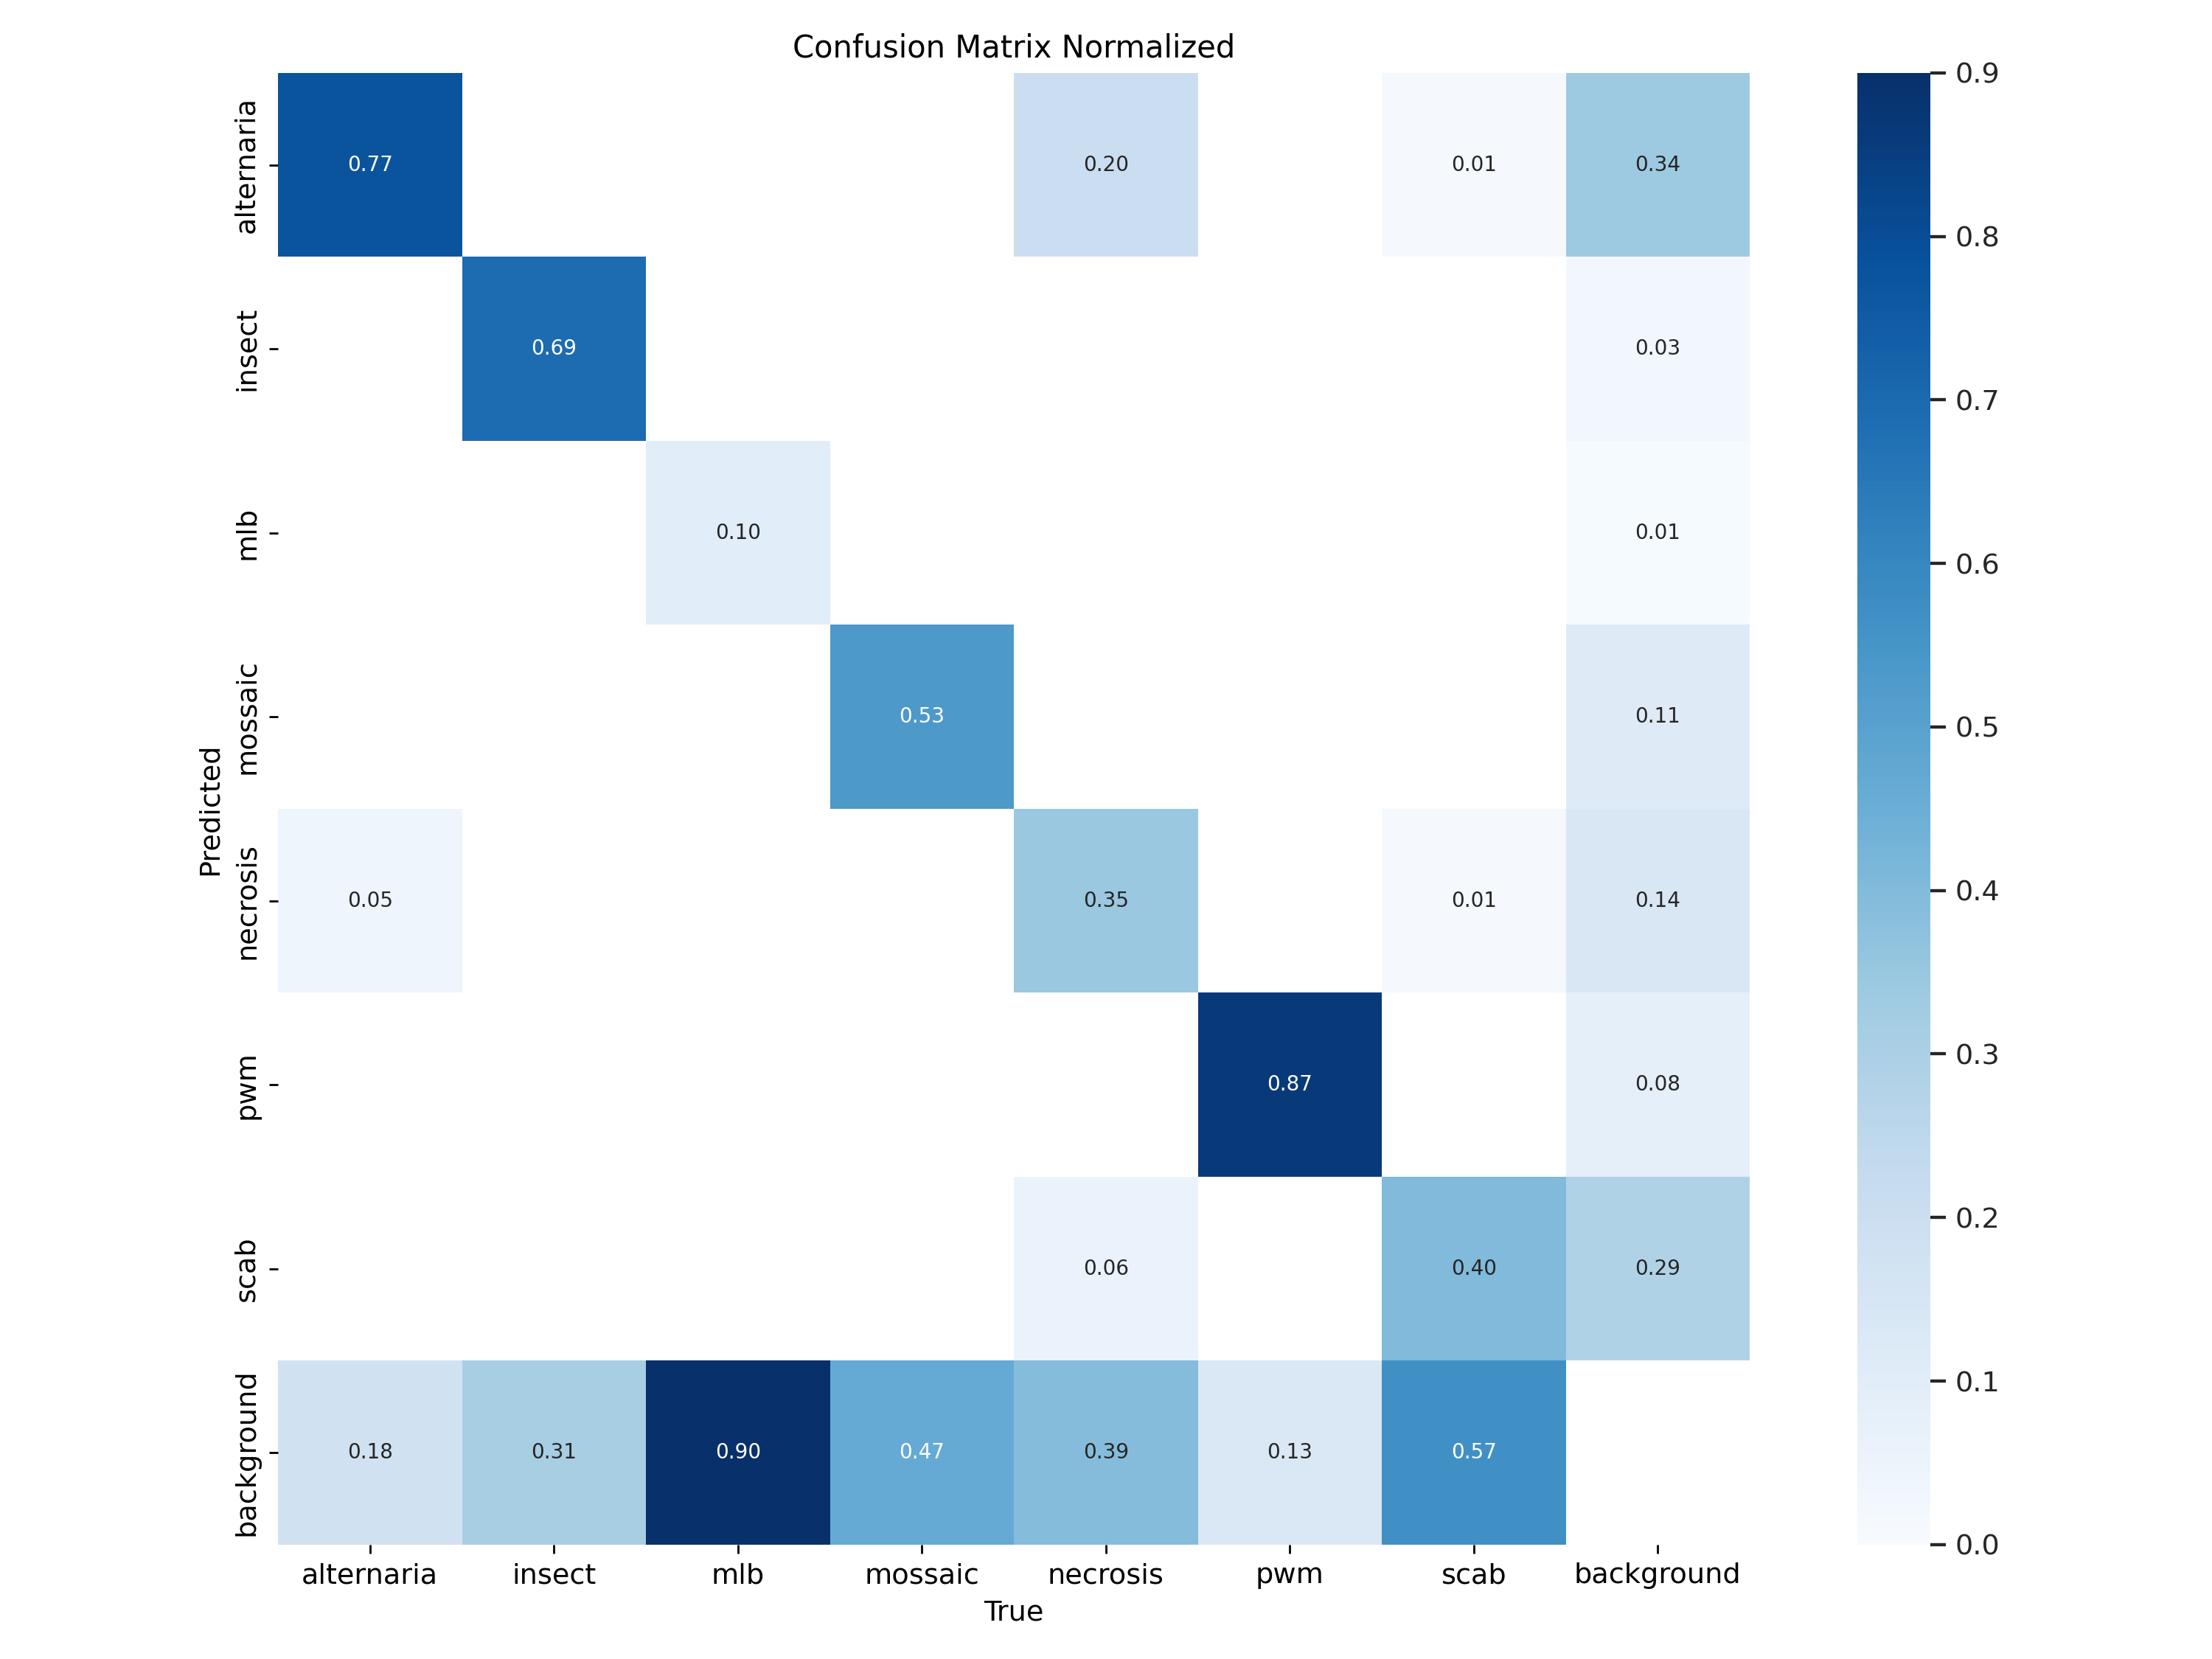 Confusion Matrix Normalized
alternaria 0.77 0.20 0.01 0.34
insect 0.69 0.03
mlb 0.10 0.01
mossaic 0.53 0.11
necrosis 0.05 0.35 0.01 0.14
pwm 0.87 0.08
scab 0.06 0.40 0.29
background 0.18 0.31 0.90 0.47 0.39 0.13 0.57
Predicted
alternaria insect mlb mossaic necrosis pwm scab background
True
0.9
0.8
0.7
0.6
0.5
0.4
0.3
0.2
0.1
0.0